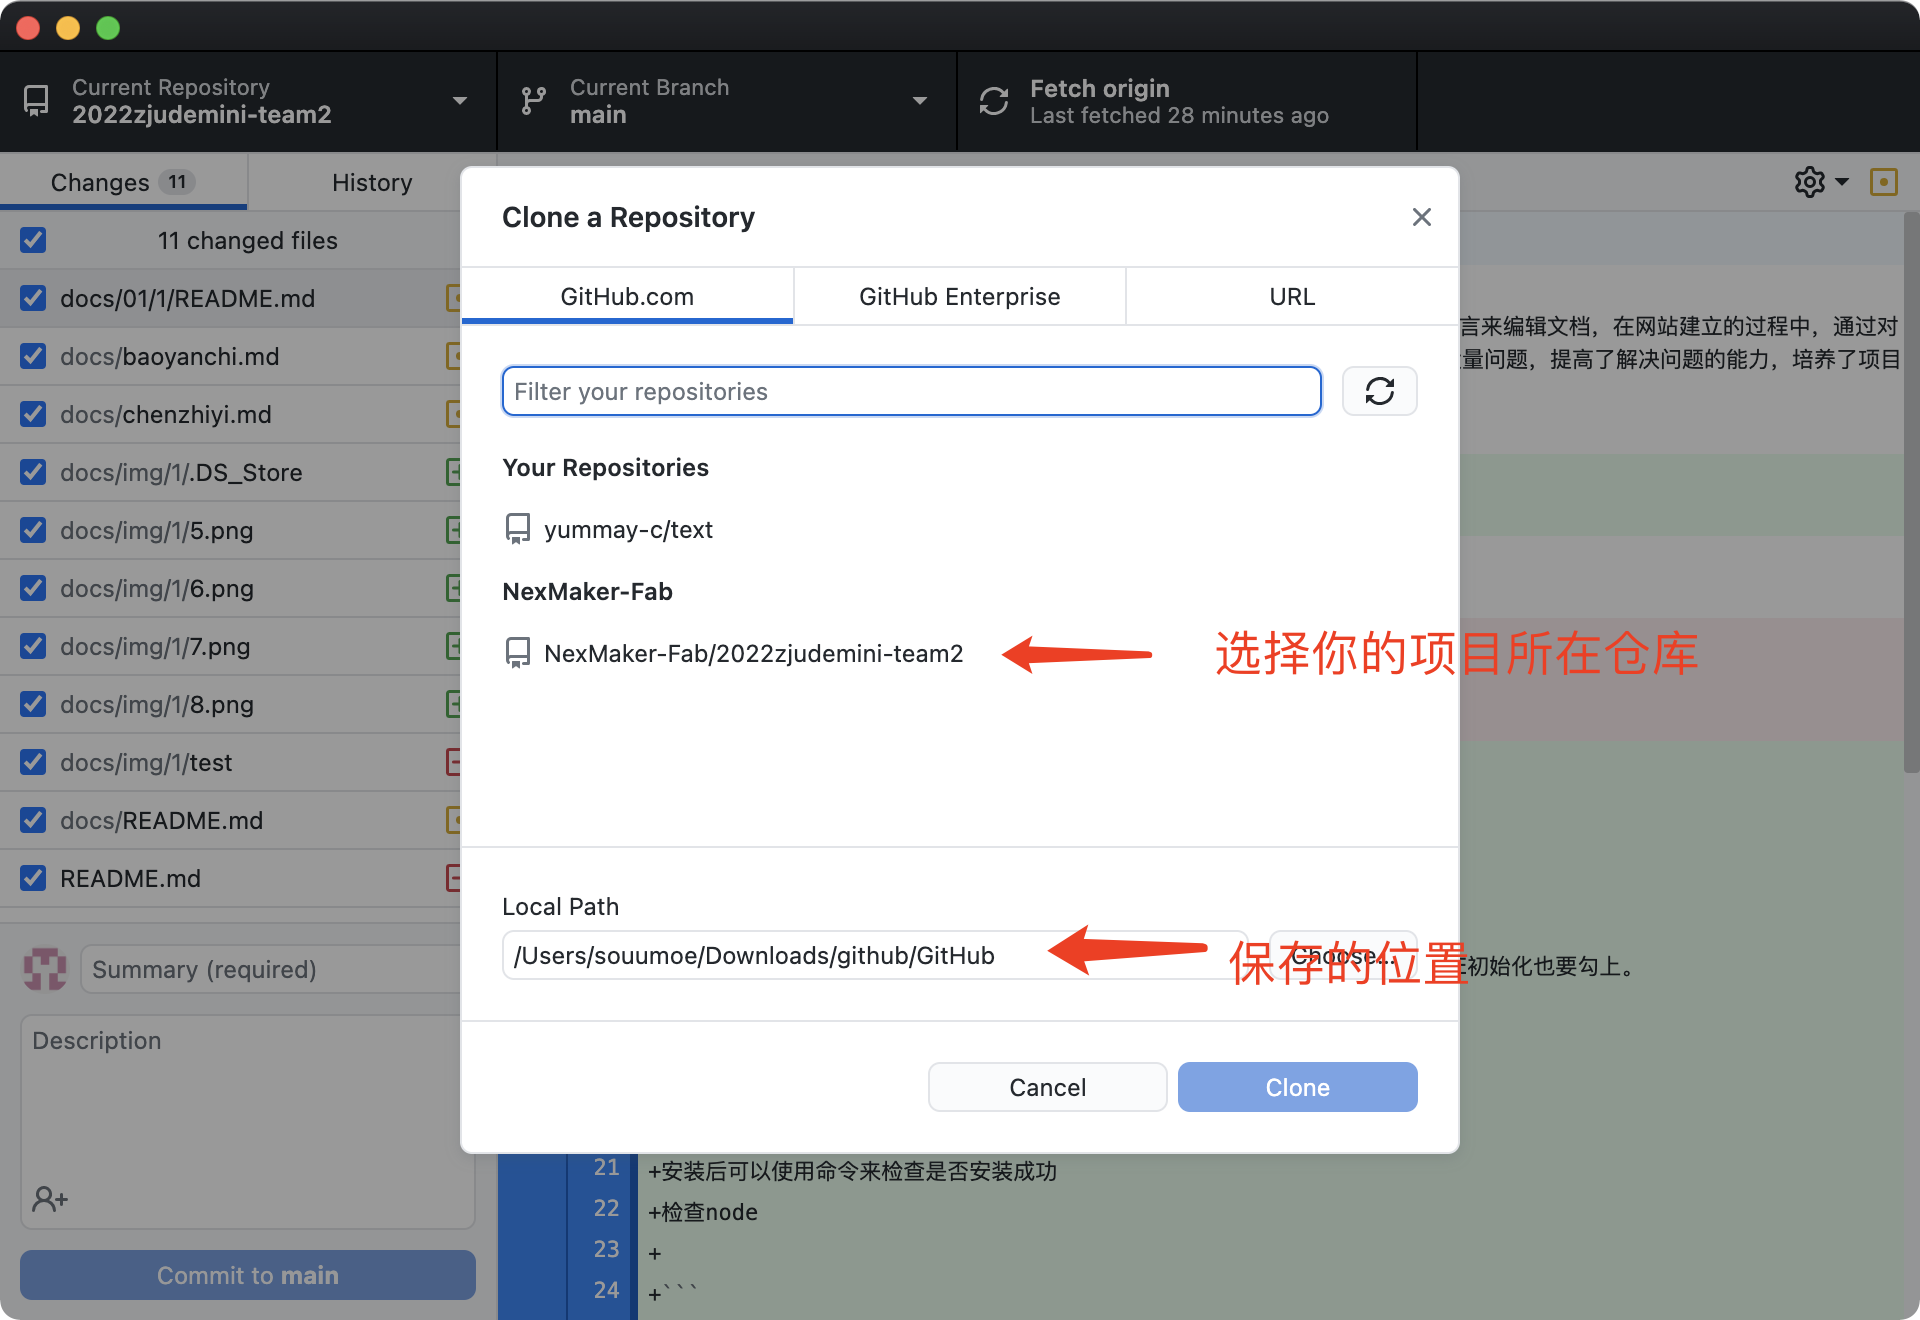 Current Repository
2022zjudemini-team2
Current Branch
main
Fetch origin
Last fetched 28 minutes ago
Changes 11
History
11 changed files
docs/01/1/README.md
docs/baoyanchi.md
docs/chenzhiyi.md
docs/img/1/.DS_Store
docs/img/1/5.png
docs/img/1/6.png
docs/img/1/7.png
docs/img/1/8.png
docs/img/1/test
docs/README.md
README.md
Summary (required)
Description
Commit to main
Clone a Repository
GitHub.com
GitHub Enterprise
URL
Filter your repositories
Your Repositories
yummay-c/text
NexMaker-Fab
NexMaker-Fab/2022zjudemini-team2
选择你的项目所在仓库
Local Path
/Users/souumoe/Downloads/github/GitHub
Choose...
保存的位置
Cancel
Clone
言来编辑文档，在网站建立的过程中，通过对
量问题，提高了解决问题的能力，培养了项目
初始化也要勾上。
21 +安装后可以使用命令来检查是否安装成功
22 +检查node
23 +
24 +```